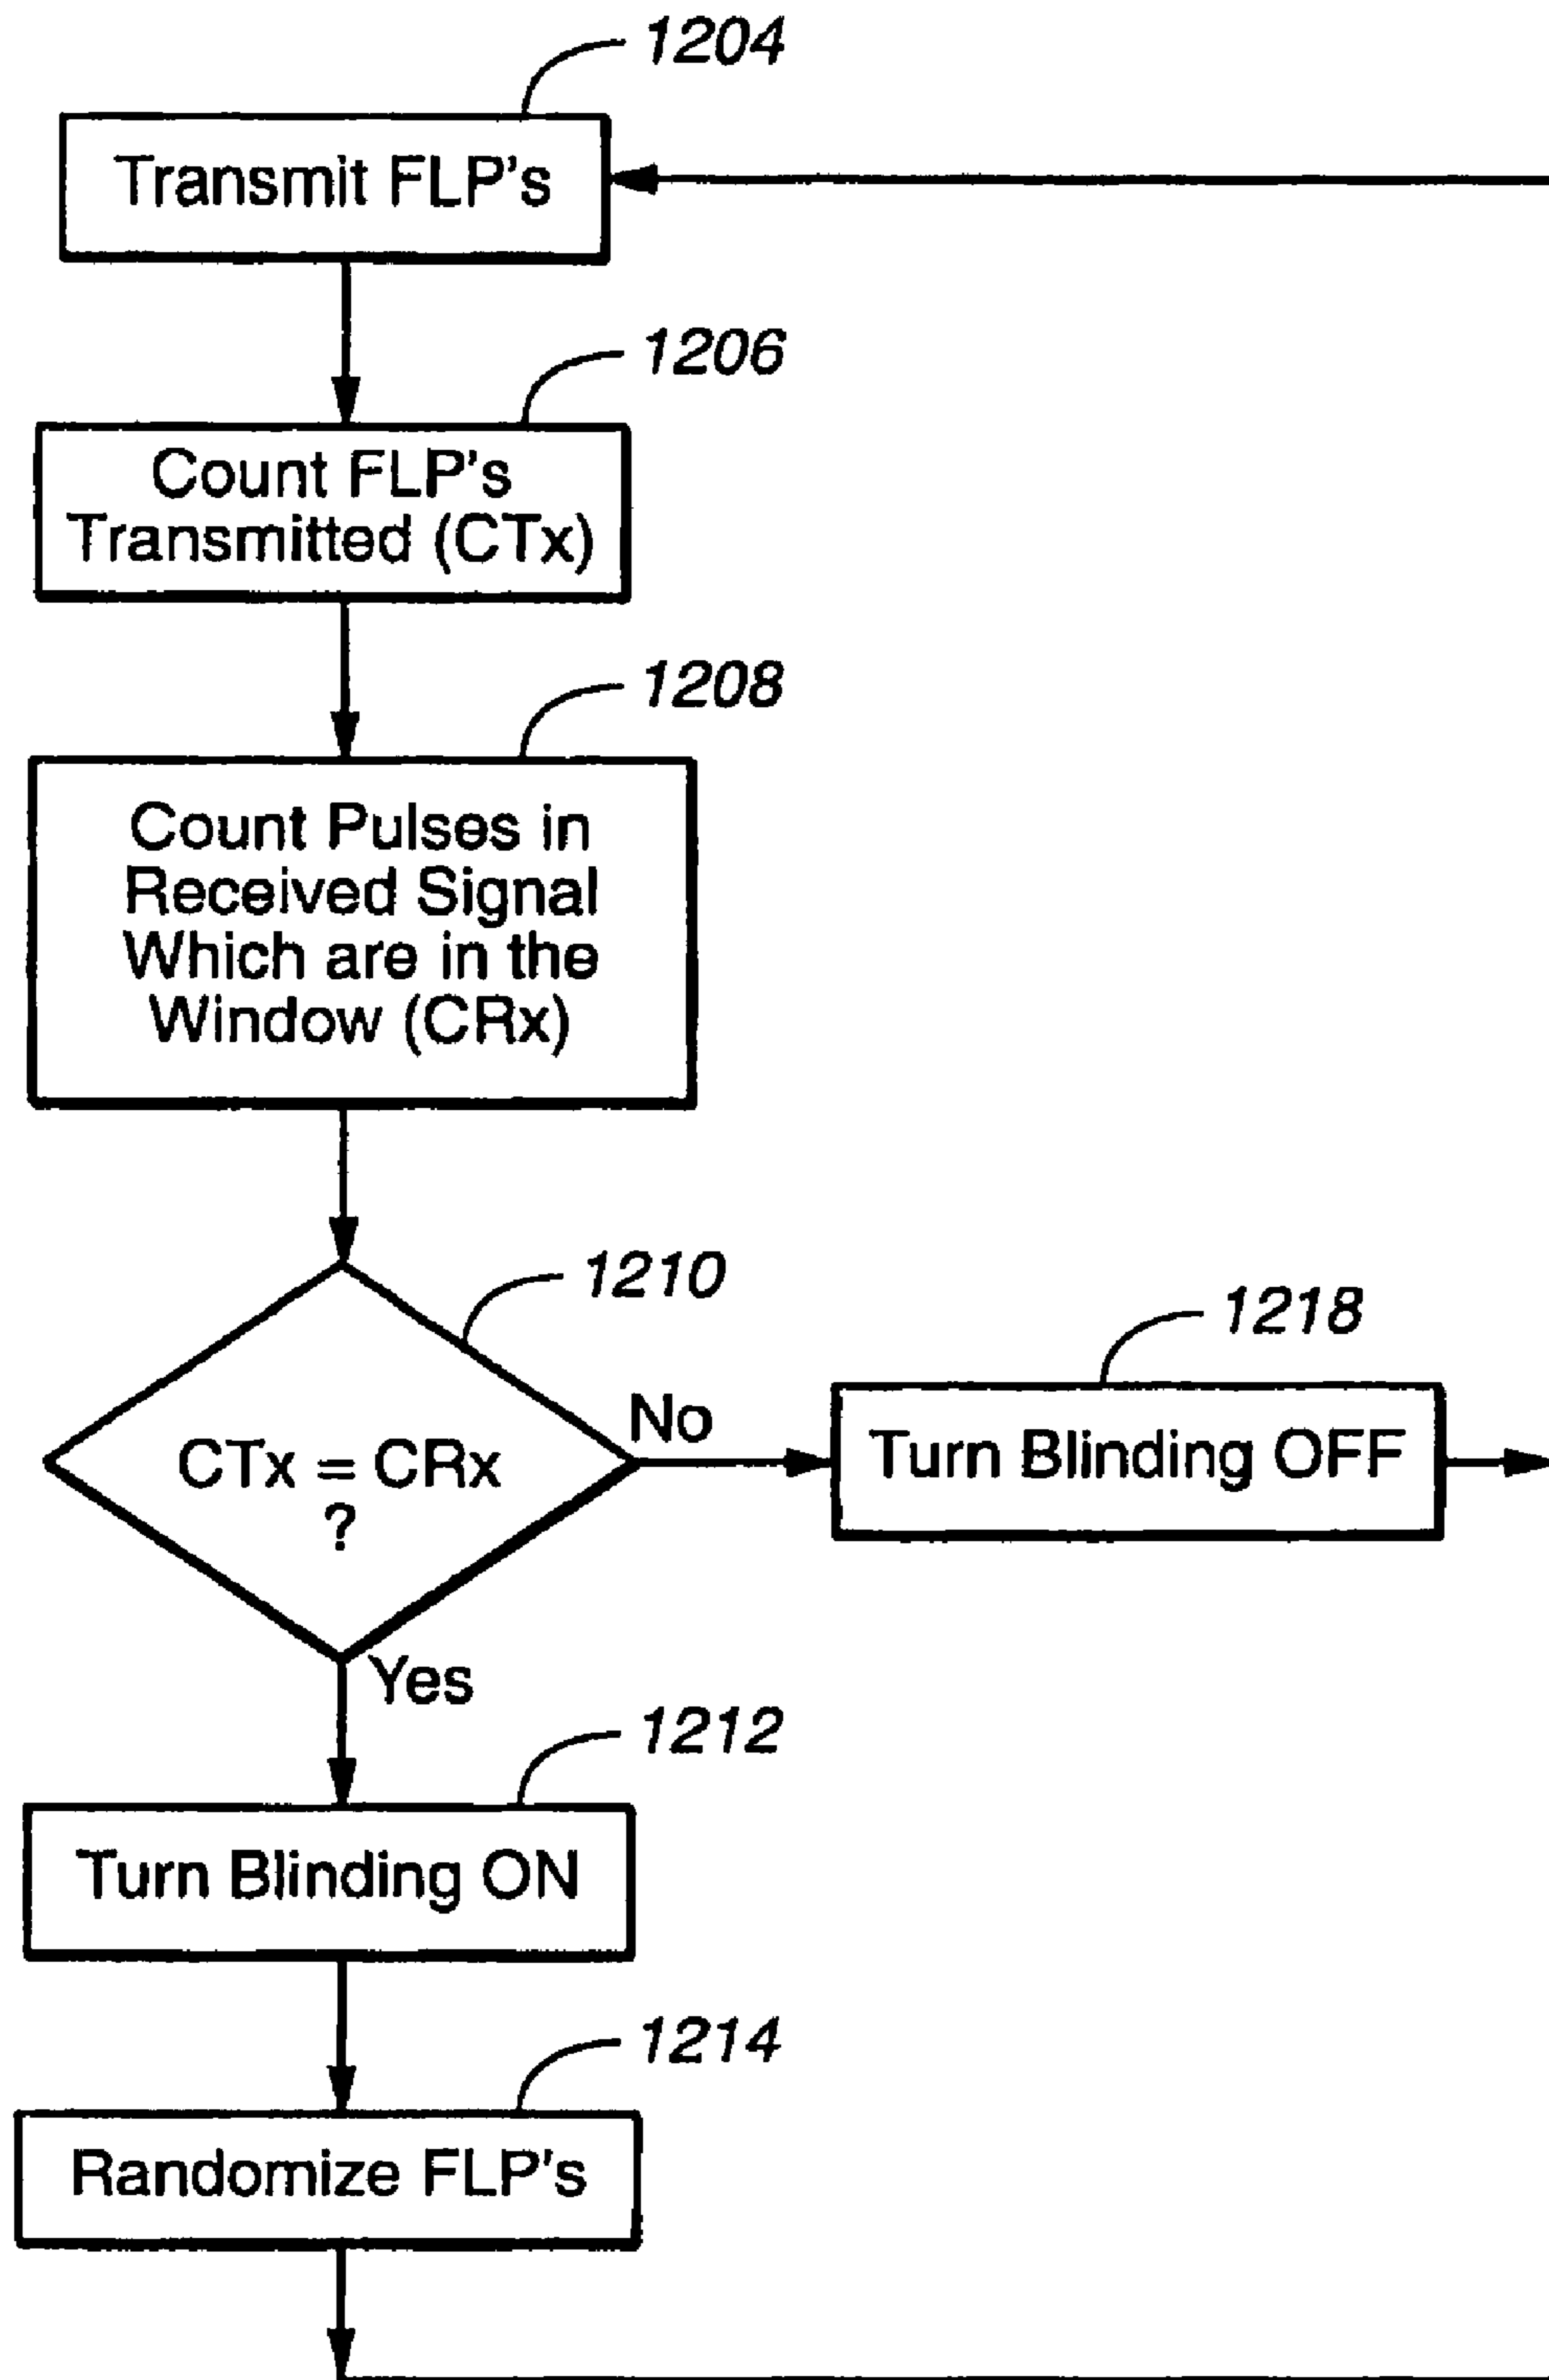 1204
Transmit FLP's
1206
Count FLP's
Transmitted (CTx)
1208
Count Pulses in
Received Signal
Which are in the
Window (CRx)
1210
CTx = CRx
?
No
1218
Turn Blinding OFF
Yes
1212
Turn Blinding ON
1214
Randomize FLP's